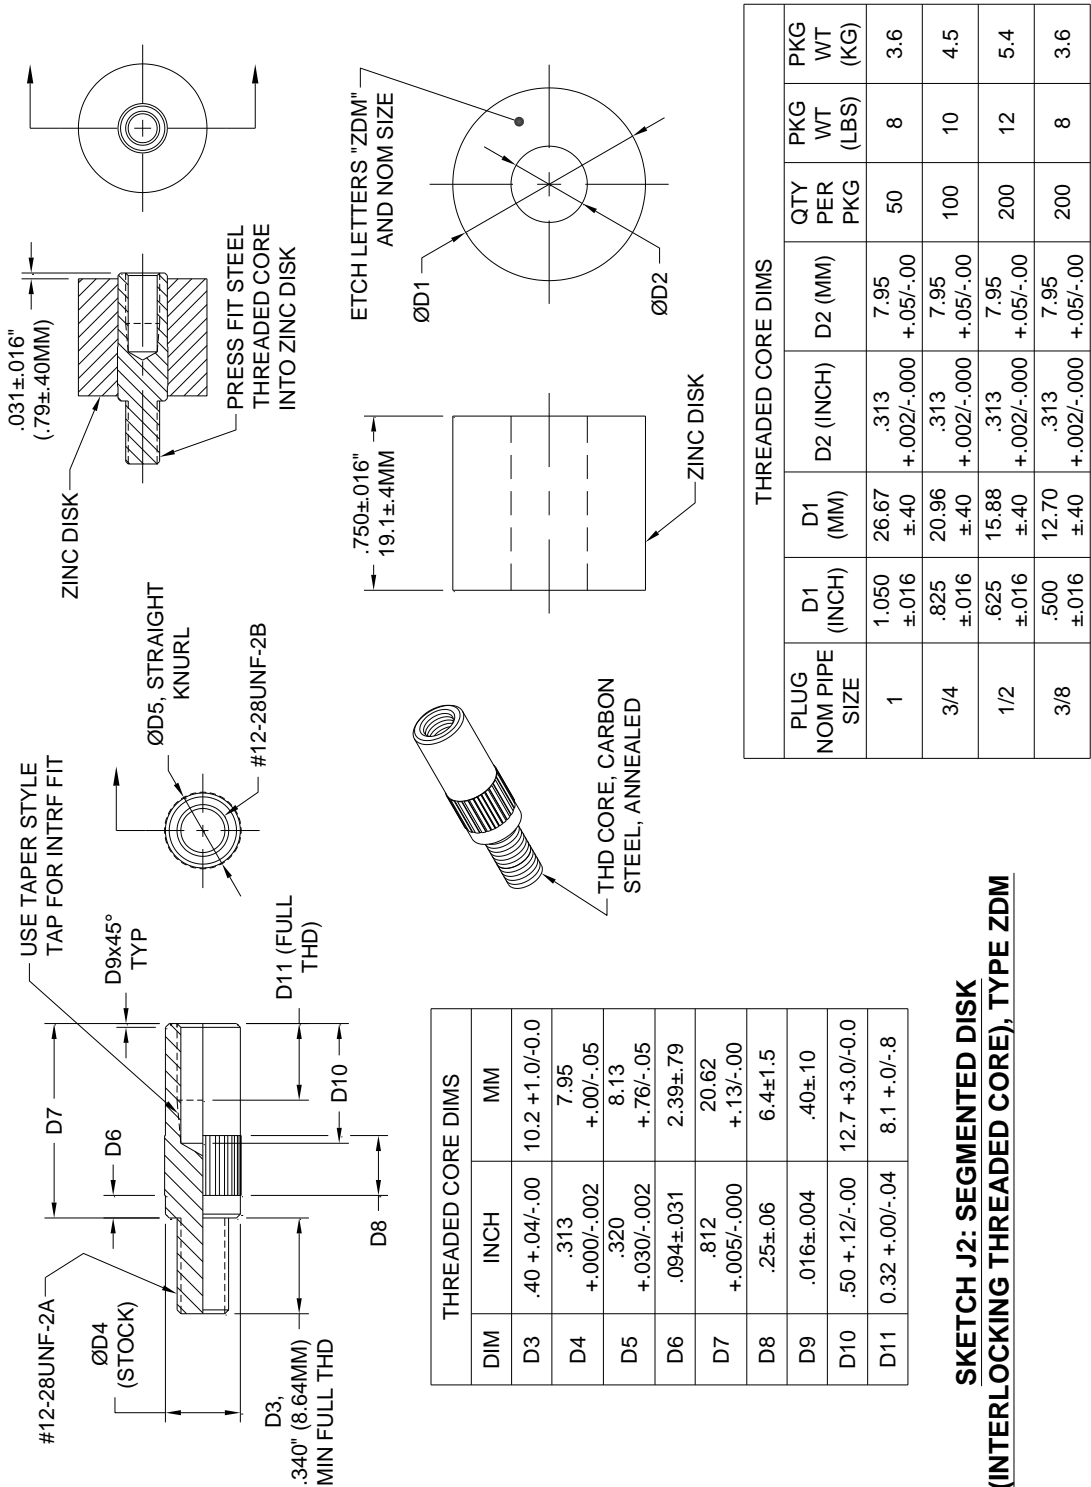 #12-28UNF-2A
ØD4
(STOCK)
D3,
.340" (8.64MM)
MIN FULL THD
D7
D6
D8
D9x45°
TYP
USE TAPER STYLE
TAP FOR INTRF FIT
D11 (FULL
THD)
D10
ØD5, STRAIGHT
KNURL
#12-28UNF-2B
ZINC DISK
.031±.016"
(.79±.40MM)
PRESS FIT STEEL
THREADED CORE
INTO ZINC DISK
THD CORE, CARBON
STEEL, ANNEALED
.750±.016"
19.1±.4MM
ZINC DISK
ETCH LETTERS "ZDM"
AND NOM SIZE
ØD1
ØD2
THREADED CORE DIMS
DIM INCH MM
D3 .40 +.04/-.00 10.2 +1.0/-0.0
D4 .313 7.95
+.000/-.002 +.00/-.05
D5 .320 8.13
+.030/-.002 +.76/-.05
D6 .094±.031 2.39±.79
D7 .812 20.62
+.005/-.000 +.13/-.00
D8 .25±.06 6.4±1.5
D9 .016±.004 .40±.10
D10 .50 +.12/-.00 12.7 +3.0/-0.0
D11 0.32 +.00/-.04 8.1 +.0/-.8
THREADED CORE DIMS
PLUG D1 D1 D2 (INCH) D2 (MM) QTY PKG PKG
NOM PIPE (INCH) (MM) PER WT WT
SIZE PKG (LBS) (KG)
1 1.050 26.67 .313 7.95 50 8 3.6
±.016 ±.40 +.002/-.000 +.05/-.00
3/4 .825 20.96 .313 7.95 100 10 4.5
±.016 ±.40 +.002/-.000 +.05/-.00
1/2 .625 15.88 .313 7.95 200 12 5.4
±.016 ±.40 +.002/-.000 +.05/-.00
3/8 .500 12.70 .313 7.95 200 8 3.6
±.016 ±.40 +.002/-.000 +.05/-.00
SKETCH J2: SEGMENTED DISK
(INTERLOCKING THREADED CORE), TYPE ZDM